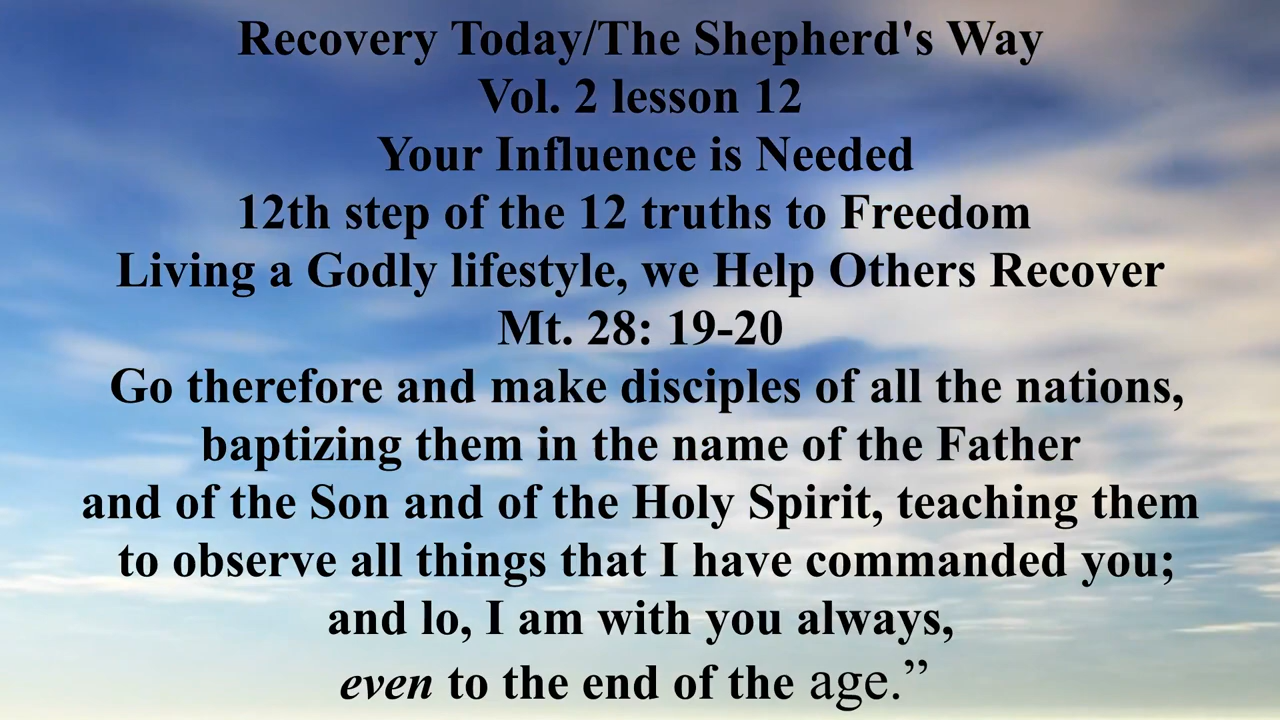 Recovery Today/The Shepherd's Way
Vol. 2 lesson 12
Your Influence is Needed
12th step of the 12 truths to Freedom
Living a Godly lifestyle, we Help Others Recover
Mt. 28: 19-20
Go therefore and make disciples of all the nations,
baptizing them in the name of the Father
and of the Son and of the Holy Spirit, teaching them
to observe all things that I have commanded you;
and lo, I am with you always,
even to the end of the age.”